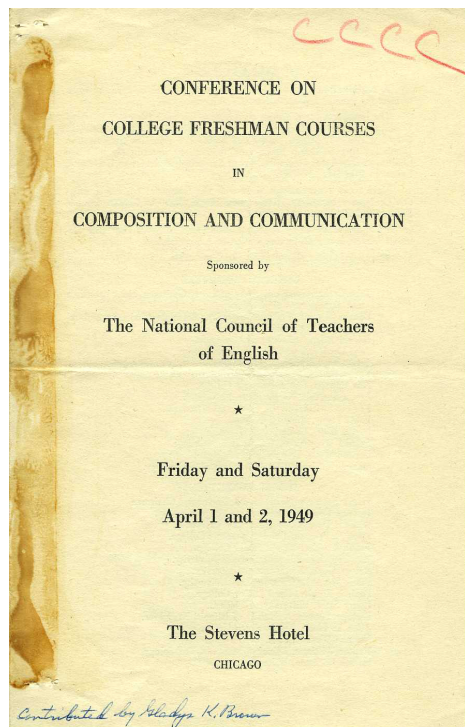 CCCC
CONFERENCE ON
COLLEGE FRESHMAN COURSES
IN
COMPOSITION AND COMMUNICATION
Sponsored by
The National Council of Teachers
of English
★
Friday and Saturday
April 1 and 2, 1949
★
The Stevens Hotel
CHICAGO
Contributed by Gladys K. Brown